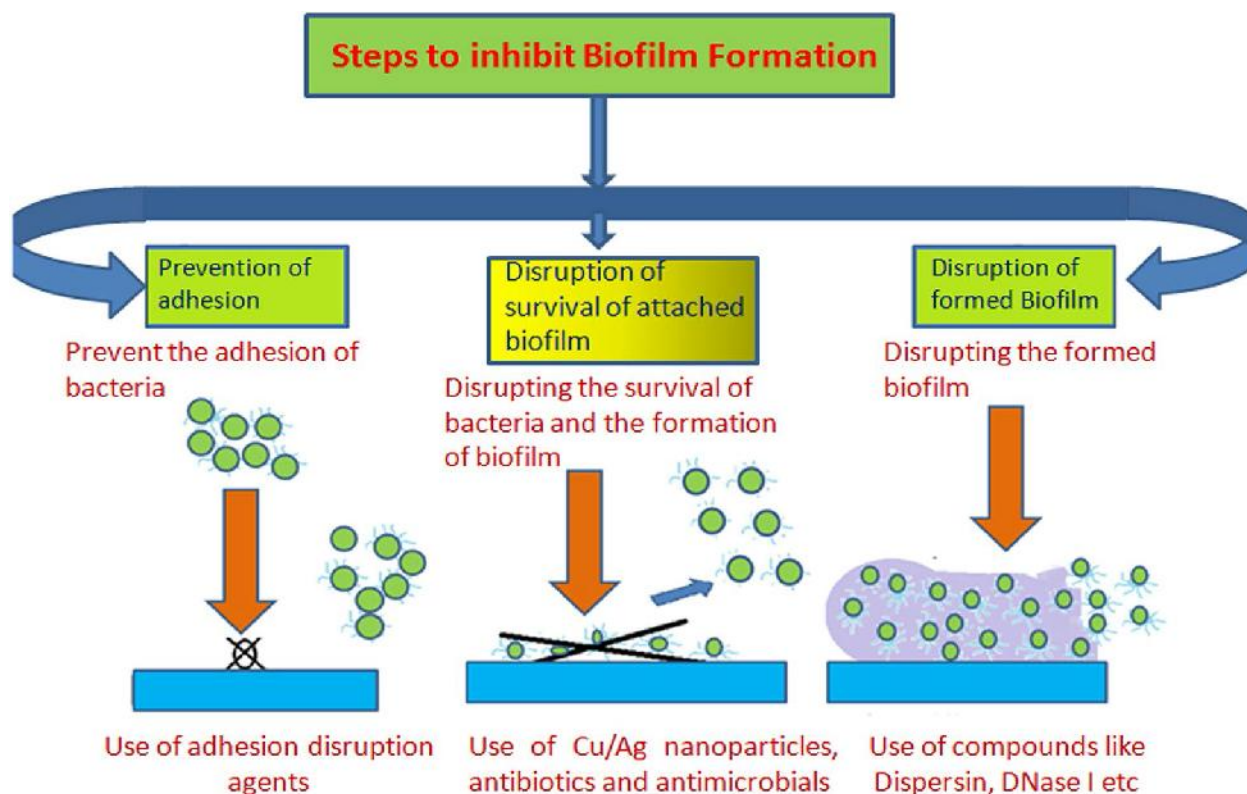 Steps to inhibit Biofilm Formation
Prevention of
adhesion
Prevent the adhesion of
bacteria
Use of adhesion disruption
agents
Disruption of
survival of attached
biofilm
Disrupting the survival of
bacteria and the formation
of biofilm
Use of Cu/Ag nanoparticles,
antibiotics and antimicrobials
Disruption of
formed Biofilm
Disrupting the formed
biofilm
Use of compounds like
Dispersin, DNase I etc